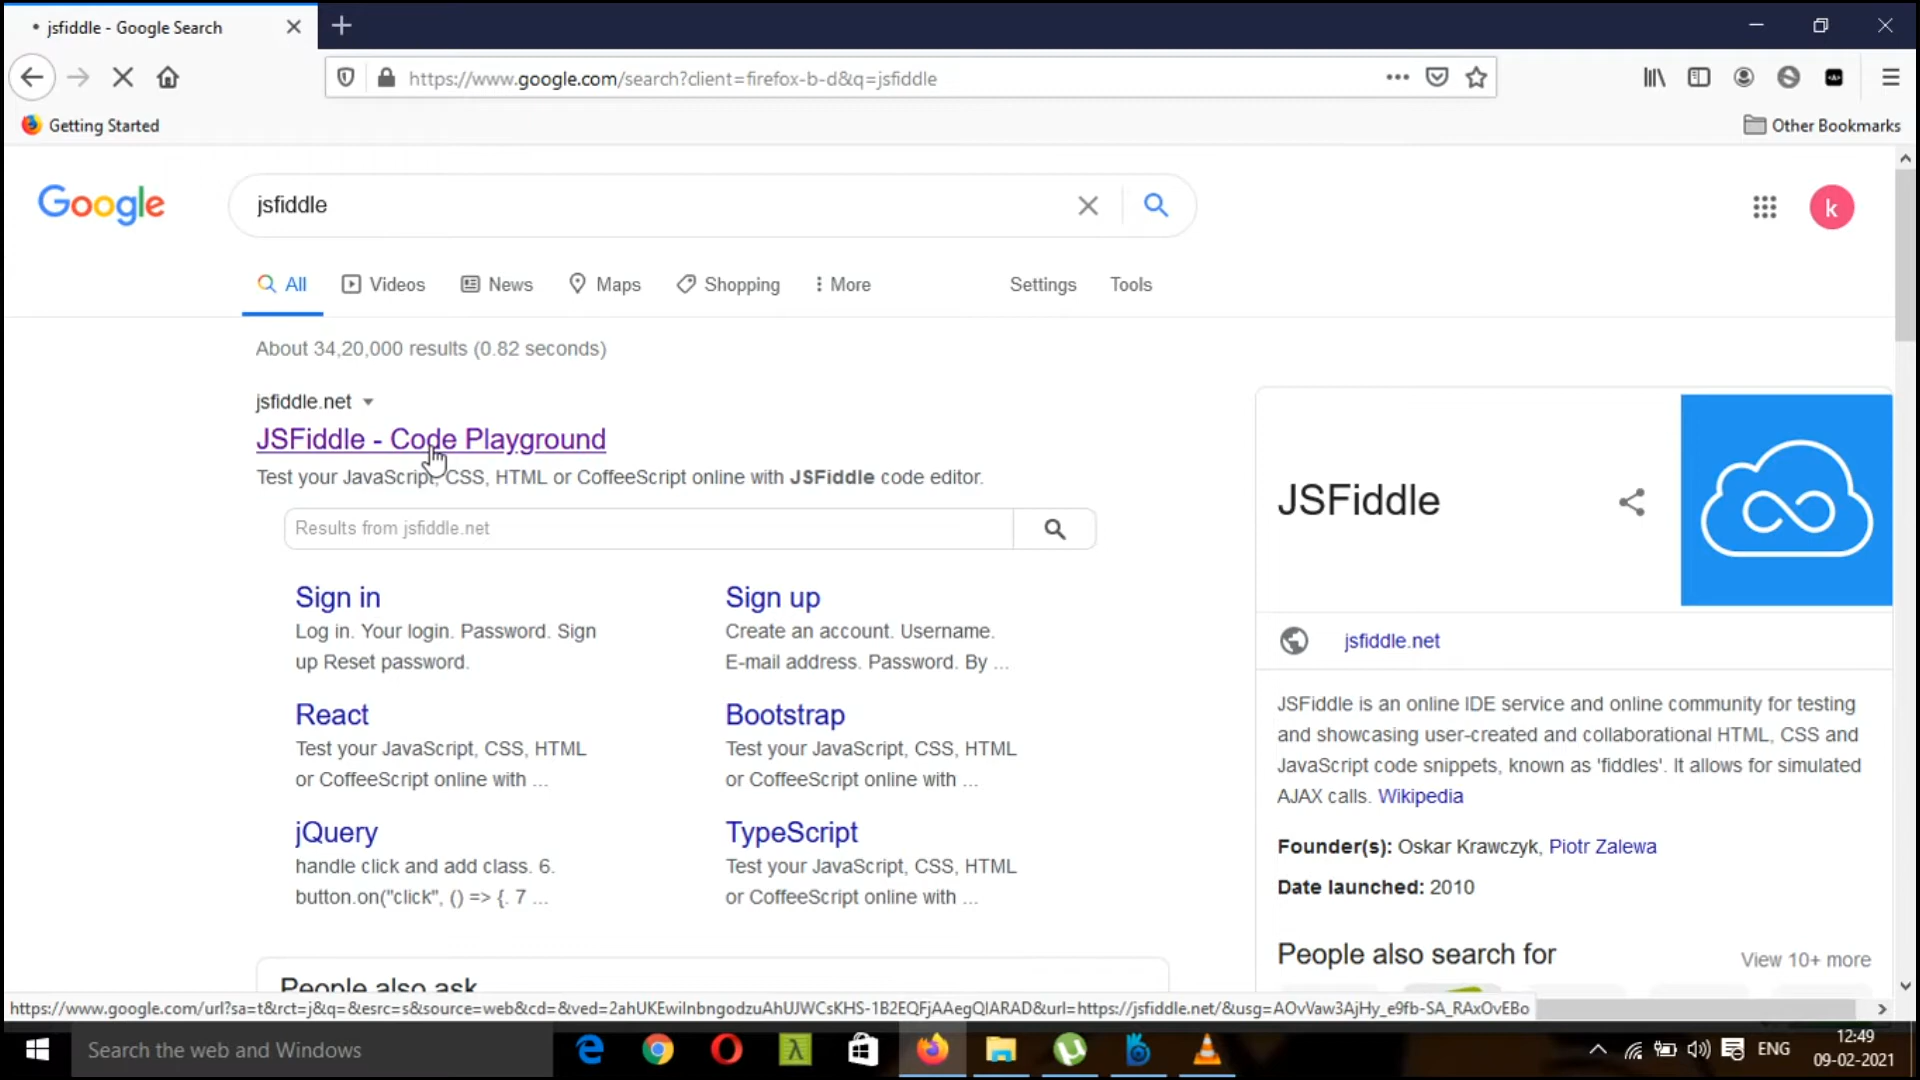 jsfiddle - Google Search
https://www.google.com/search?client=firefox-b-d&q=jsfiddle
Getting Started
Other Bookmarks
Google
jsfiddle
k
All
Videos
News
Maps
Shopping
More
Settings
Tools
About 34,20,000 results (0.82 seconds)
jsfiddle.net
JSFiddle - Code Playground
Test your JavaScript, CSS, HTML or CoffeeScript online with JSFiddle code editor.
Results from jsfiddle.net
Sign in
Log in. Your login. Password. Sign
up Reset password.
Sign up
Create an account. Username.
E-mail address. Password. By ...
React
Test your JavaScript, CSS, HTML
or CoffeeScript online with ...
Bootstrap
Test your JavaScript, CSS, HTML
or CoffeeScript online with ...
jQuery
handle click and add class. 6.
button.on("click", () => {. 7 ...
TypeScript
Test your JavaScript, CSS, HTML
or CoffeeScript online with ...
People also ask
JSFiddle
jsfiddle.net
JSFiddle is an online IDE service and online community for testing
and showcasing user-created and collaborational HTML, CSS and
JavaScript code snippets, known as 'fiddles'. It allows for simulated
AJAX calls. Wikipedia
Founder(s): Oskar Krawczyk, Piotr Zalewa
Date launched: 2010
People also search for
View 10+ more
https://www.google.com/url?sa=t&rct=j&q=&esrc=s&source=web&cd=&ved=2ahUKEwiInbngodzuAhUJWCsKHS-1B2EQFjAAegQIARAD&url=https://jsfiddle.net/&usg=AOvVaw3AjHy_e9fb-SA_RAxOvEBo
Search the web and Windows
ENG
12:49
09-02-2021